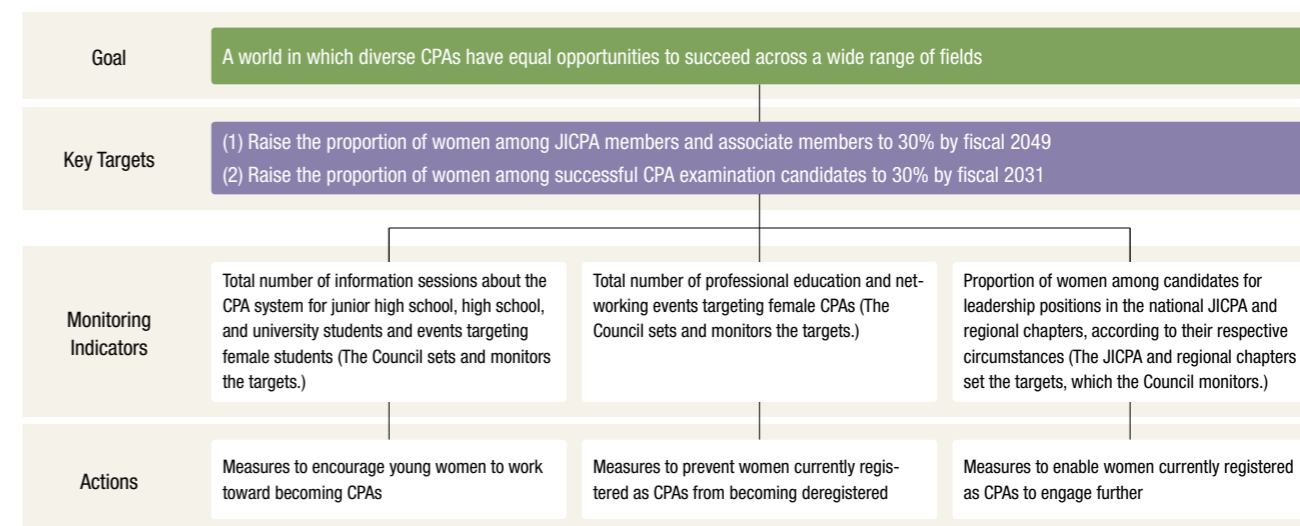 Goal
A world in which diverse CPAs have equal opportunities to succeed across a wide range of fields
Key Targets
(1) Raise the proportion of women among JICPA members and associate members to 30% by fiscal 2049
(2) Raise the proportion of women among successful CPA examination candidates to 30% by fiscal 2031
Monitoring
Indicators
Total number of information sessions about the
CPA system for junior high school, high school,
and university students and events targeting
female students (The Council sets and monitors
the targets.)
Total number of professional education and net-
working events targeting female CPAs (The
Council sets and monitors the targets.)
Proportion of women among candidates for
leadership positions in the national JICPA and
regional chapters, according to their respective
circumstances (The JICPA and regional chapters
set the targets, which the Council monitors.)
Actions
Measures to encourage young women to work
toward becoming CPAs
Measures to prevent women currently regis-
tered as CPAs from becoming deregistered
Measures to enable women currently registered
as CPAs to engage further